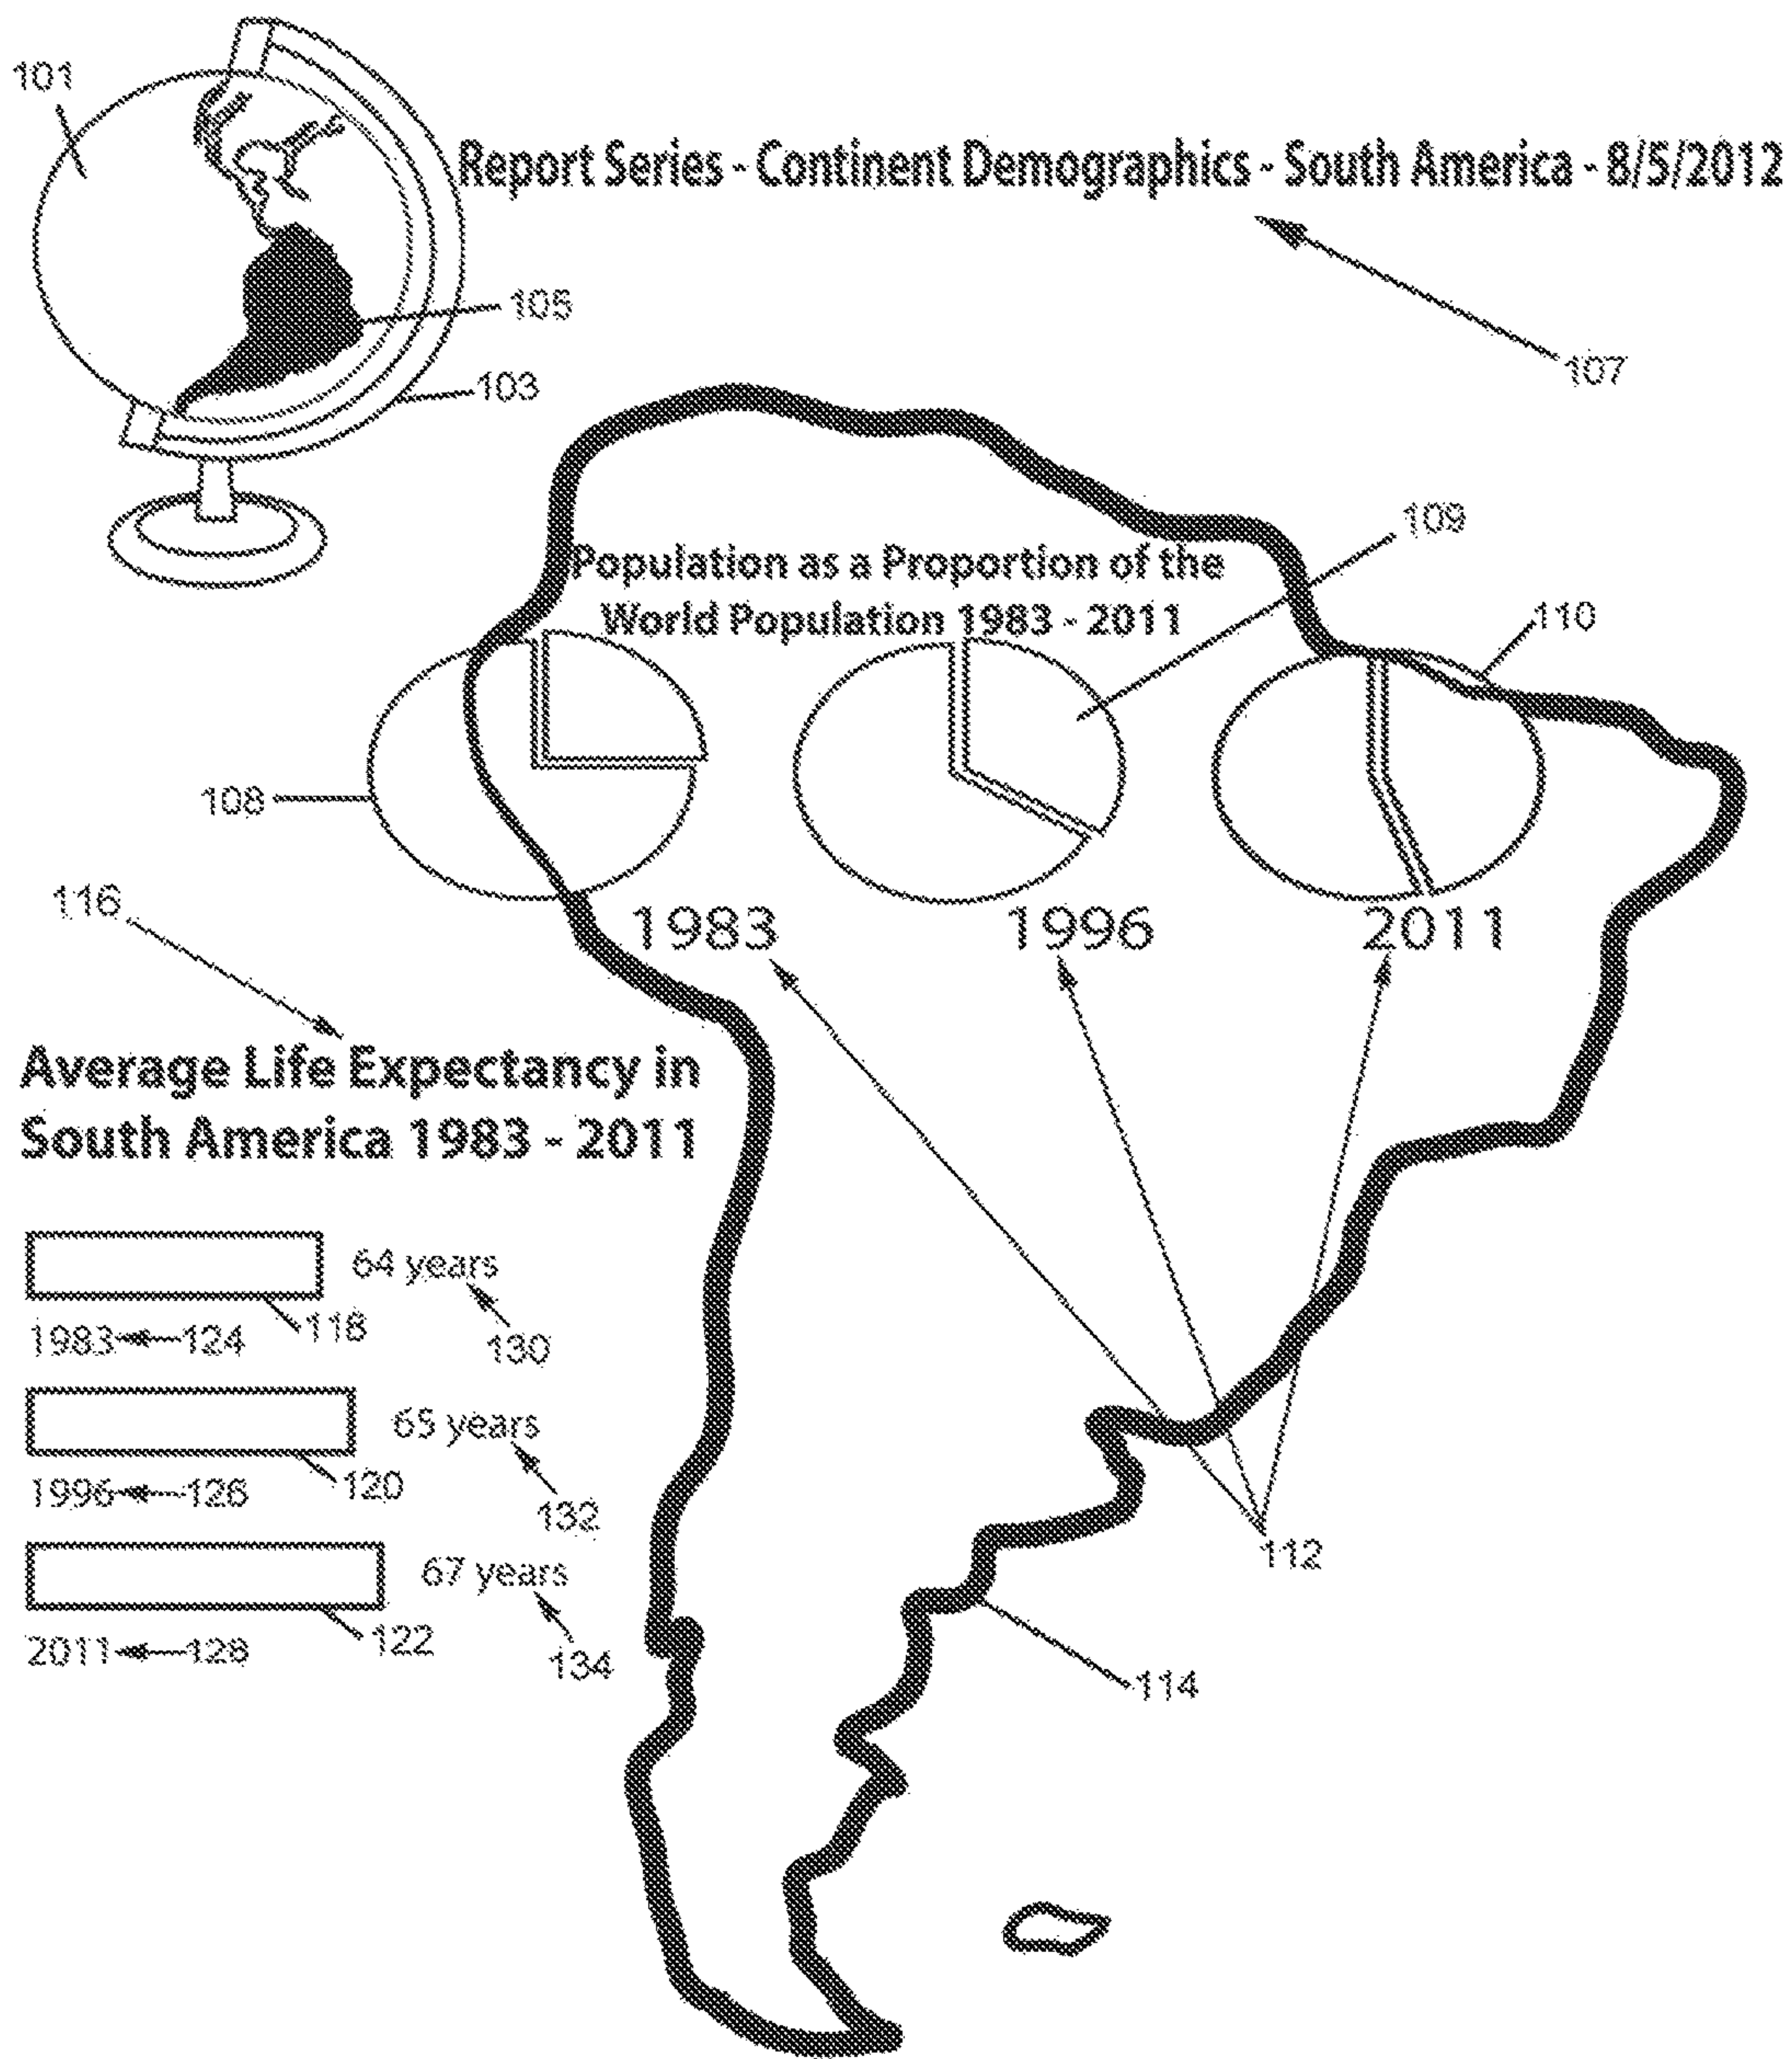 101
Report Series - Continent Demographics - South America - 8/5/2012
105
103
107
109
Population as a Proportion of the
World Population 1983 - 2011
110
108
116
1983 1996 2011
Average Life Expectancy in
South America 1983 - 2011
64 years
118
1983 124
130
65 years
120
1996 126
132
112
67 years
122
2011 128
134
114